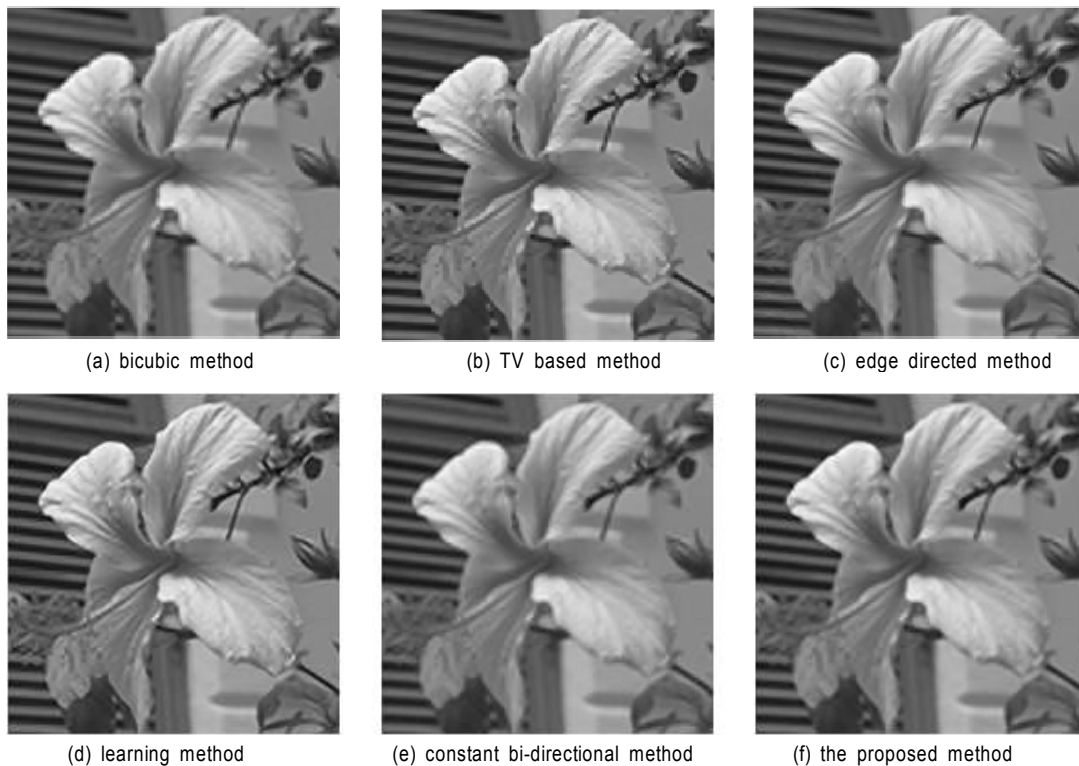 (a) bicubic method
(b) TV based method
(c) edge directed method
(d) learning method
(e) constant bi-directional method
(f) the proposed method